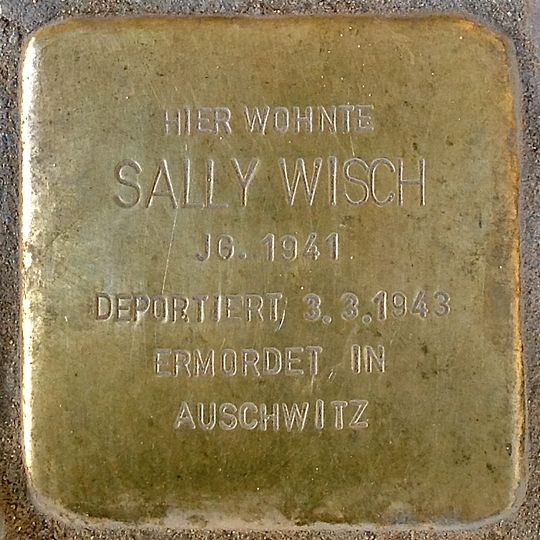 HIER WOHNTE
SALLY WISCH
JG. 1941
DEPORTIERT 3.3.1943
ERMORDET IN
AUSCHWITZ